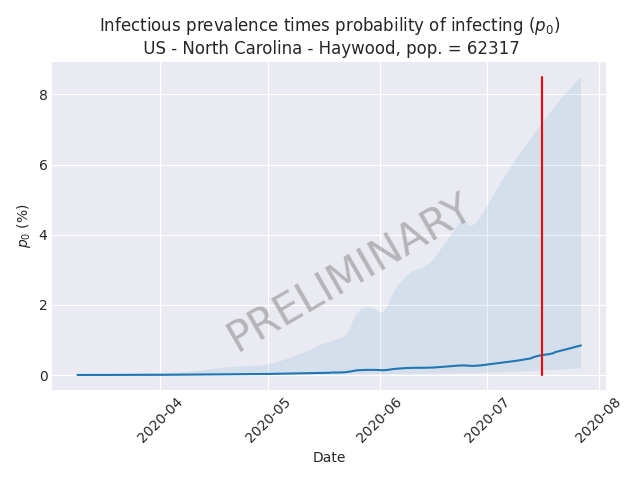 Infectious prevalence times probability of infecting (p₀)
US - North Carolina - Haywood, pop. = 62317
8
6
4
2
0
p₀ (%)
PRELIMINARY
2020-04
2020-05
2020-06
2020-07
2020-08
Date